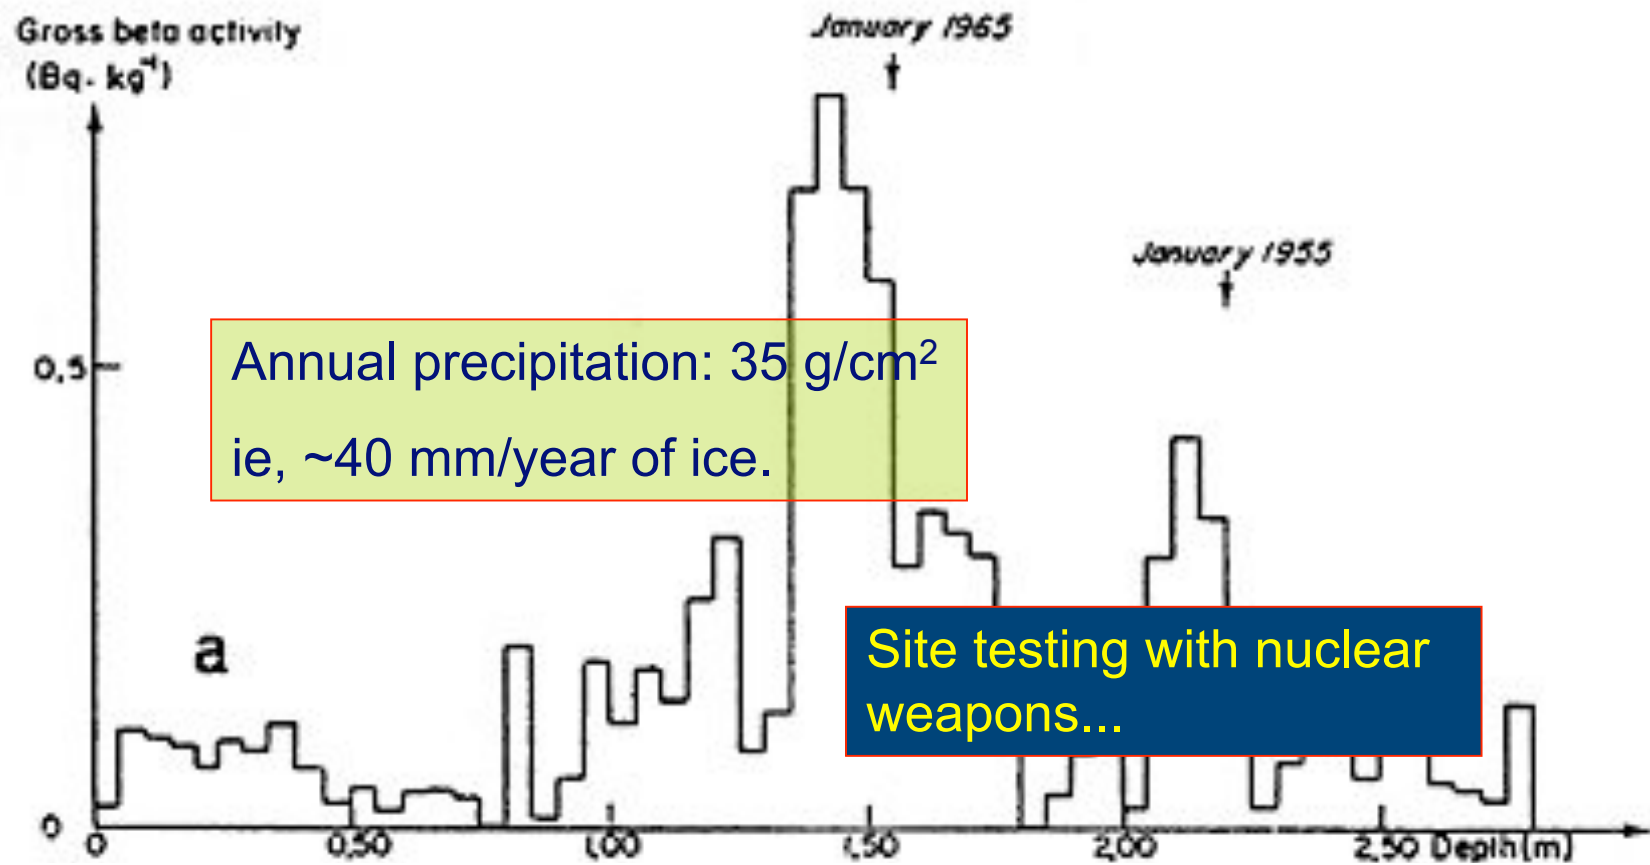 Gross beta activity
(Bq. kg⁻¹)
January 1965
January 1955
0,5
Annual precipitation: 35 g/cm²
ie, ~40 mm/year of ice.
a
Site testing with nuclear
weapons...
0
0 0,50 1,00 1,50 2,00 2,50 Depth (m)